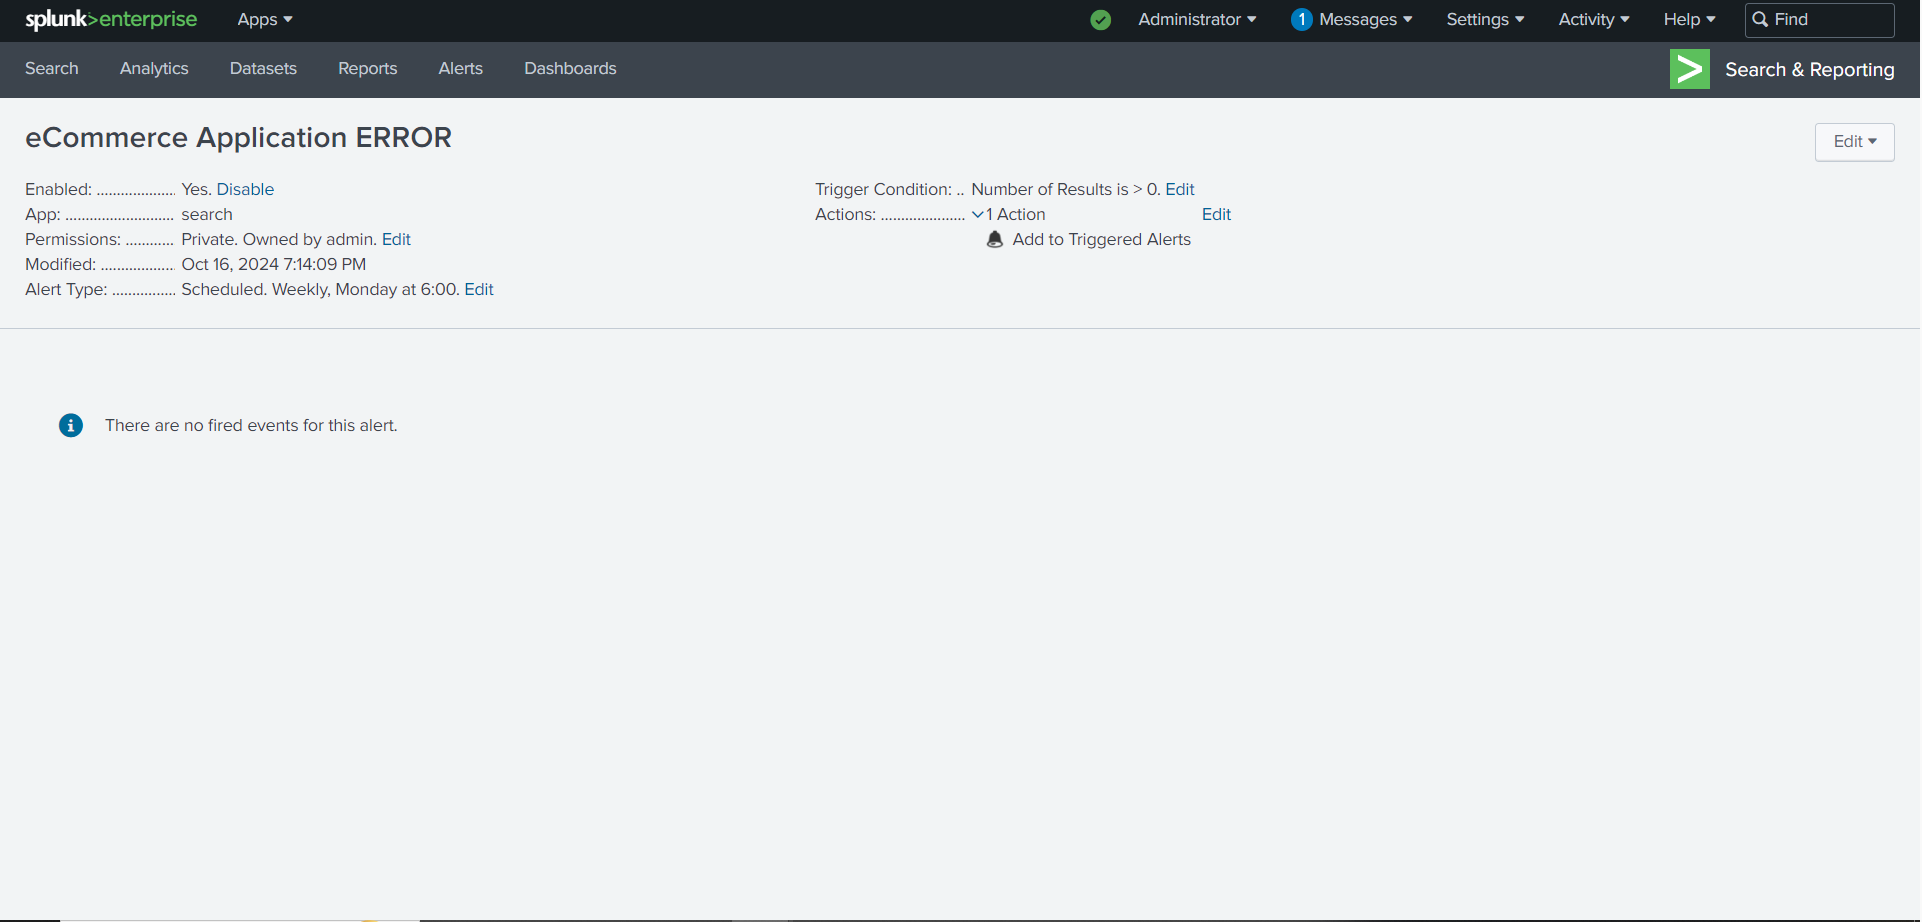 splunk>enterprise Apps Administrator 1 Messages Settings Activity Help Find
Search Analytics Datasets Reports Alerts Dashboards Search & Reporting
eCommerce Application ERROR
Edit
Enabled: ................... Yes. Disable
App: ........................... search
Permissions: ............ Private. Owned by admin. Edit
Modified: .................. Oct 16, 2024 7:14:09 PM
Alert Type: ................ Scheduled. Weekly, Monday at 6:00. Edit
Trigger Condition: .. Number of Results is > 0. Edit
Actions: ..................... 1 Action Edit
Add to Triggered Alerts
There are no fired events for this alert.